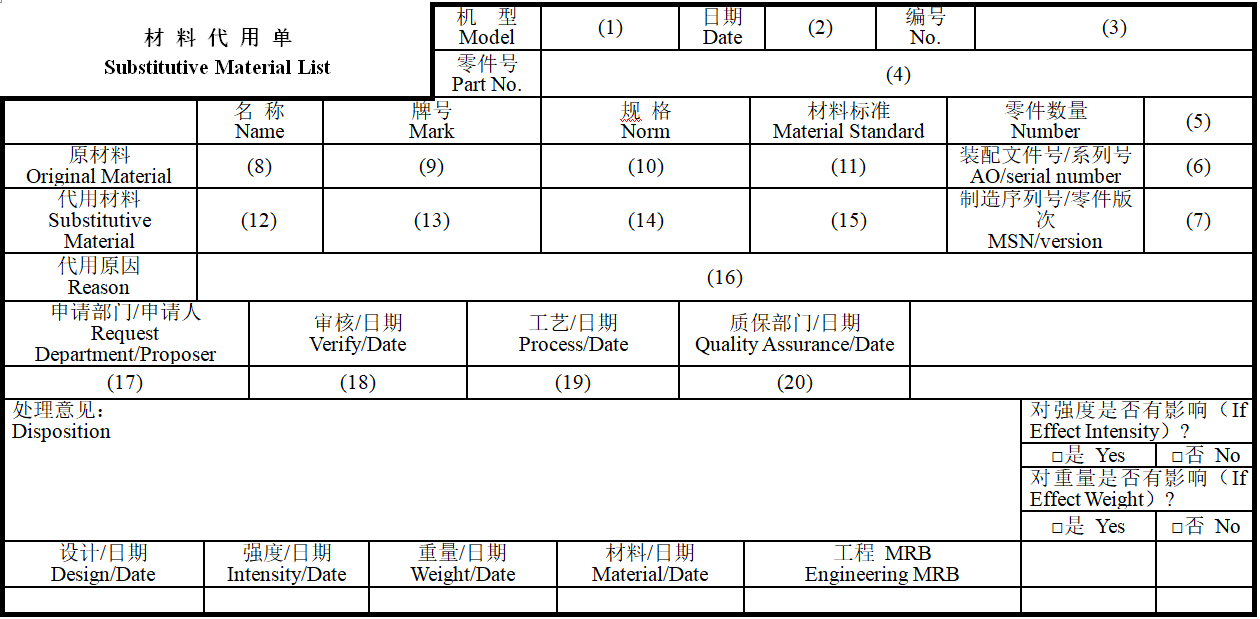 材 料 代 用 单
Substitutive Material List
机 型
Model
(1)
日期
Date
(2)
编号
No.
(3)
零件号
Part No.
(4)
名 称
Name
牌号
Mark
规 格
Norm
材料标准
Material Standard
零件数量
Number
(5)
原材料
Original Material
(8)
(9)
(10)
(11)
装配文件号/系列号
AO/serial number
(6)
代用材料
Substitutive
Material
(12)
(13)
(14)
(15)
制造序列号/零件版
次
MSN/version
(7)
代用原因
Reason
(16)
申请部门/申请人
Request
Department/Proposer
审核/日期
Verify/Date
工艺/日期
Process/Date
质保部门/日期
Quality Assurance/Date
(17)
(18)
(19)
(20)
处理意见：
Disposition
对强度是否有影响（If
Effect Intensity）?
□是 Yes
□否 No
对重量是否有影响（If
Effect Weight）?
□是 Yes
□否 No
设计/日期
Design/Date
强度/日期
Intensity/Date
重量/日期
Weight/Date
材料/日期
Material/Date
工程 MRB
Engineering MRB